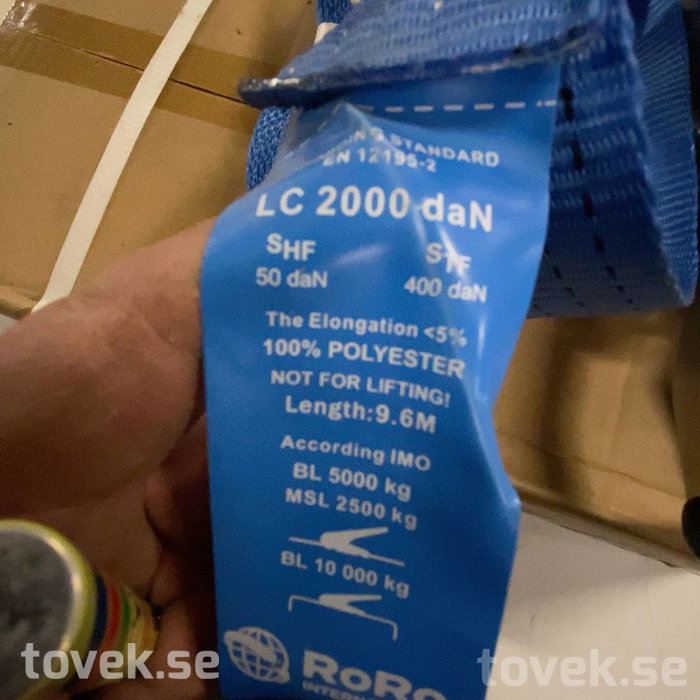 STANDARD
EN 12195-2
LC 2000 daN
SHF STF
50 daN 400 daN
The Elongation <5%
100% POLYESTER
NOT FOR LIFTING!
Length:9.6M
According IMO
BL 5000 kg
MSL 2500 kg
BL 10 000 kg
RoRo
tovek.se tovek.se